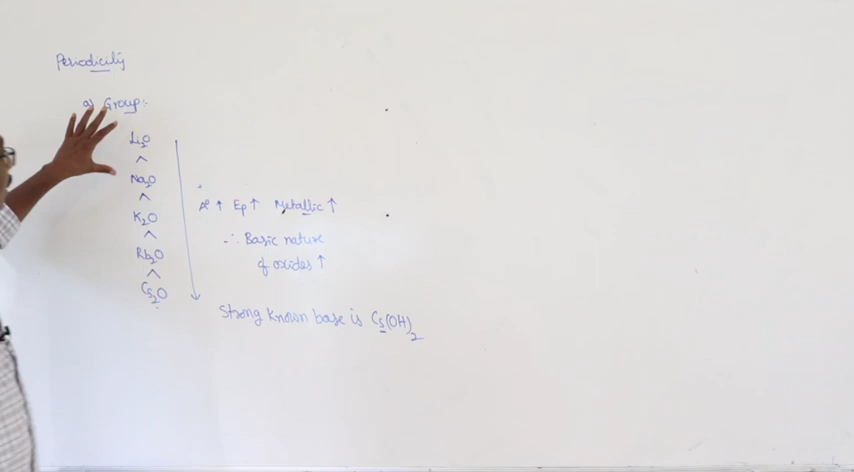 Periodicity
a) Group:-
Li₂O
^
Na₂O
^
K₂O
^
Rb₂O
^
Cs₂O
↑ Ep ↑ Metallic ↑
∴ Basic nature
of oxides ↑
Strong known base is Cs(OH)₂